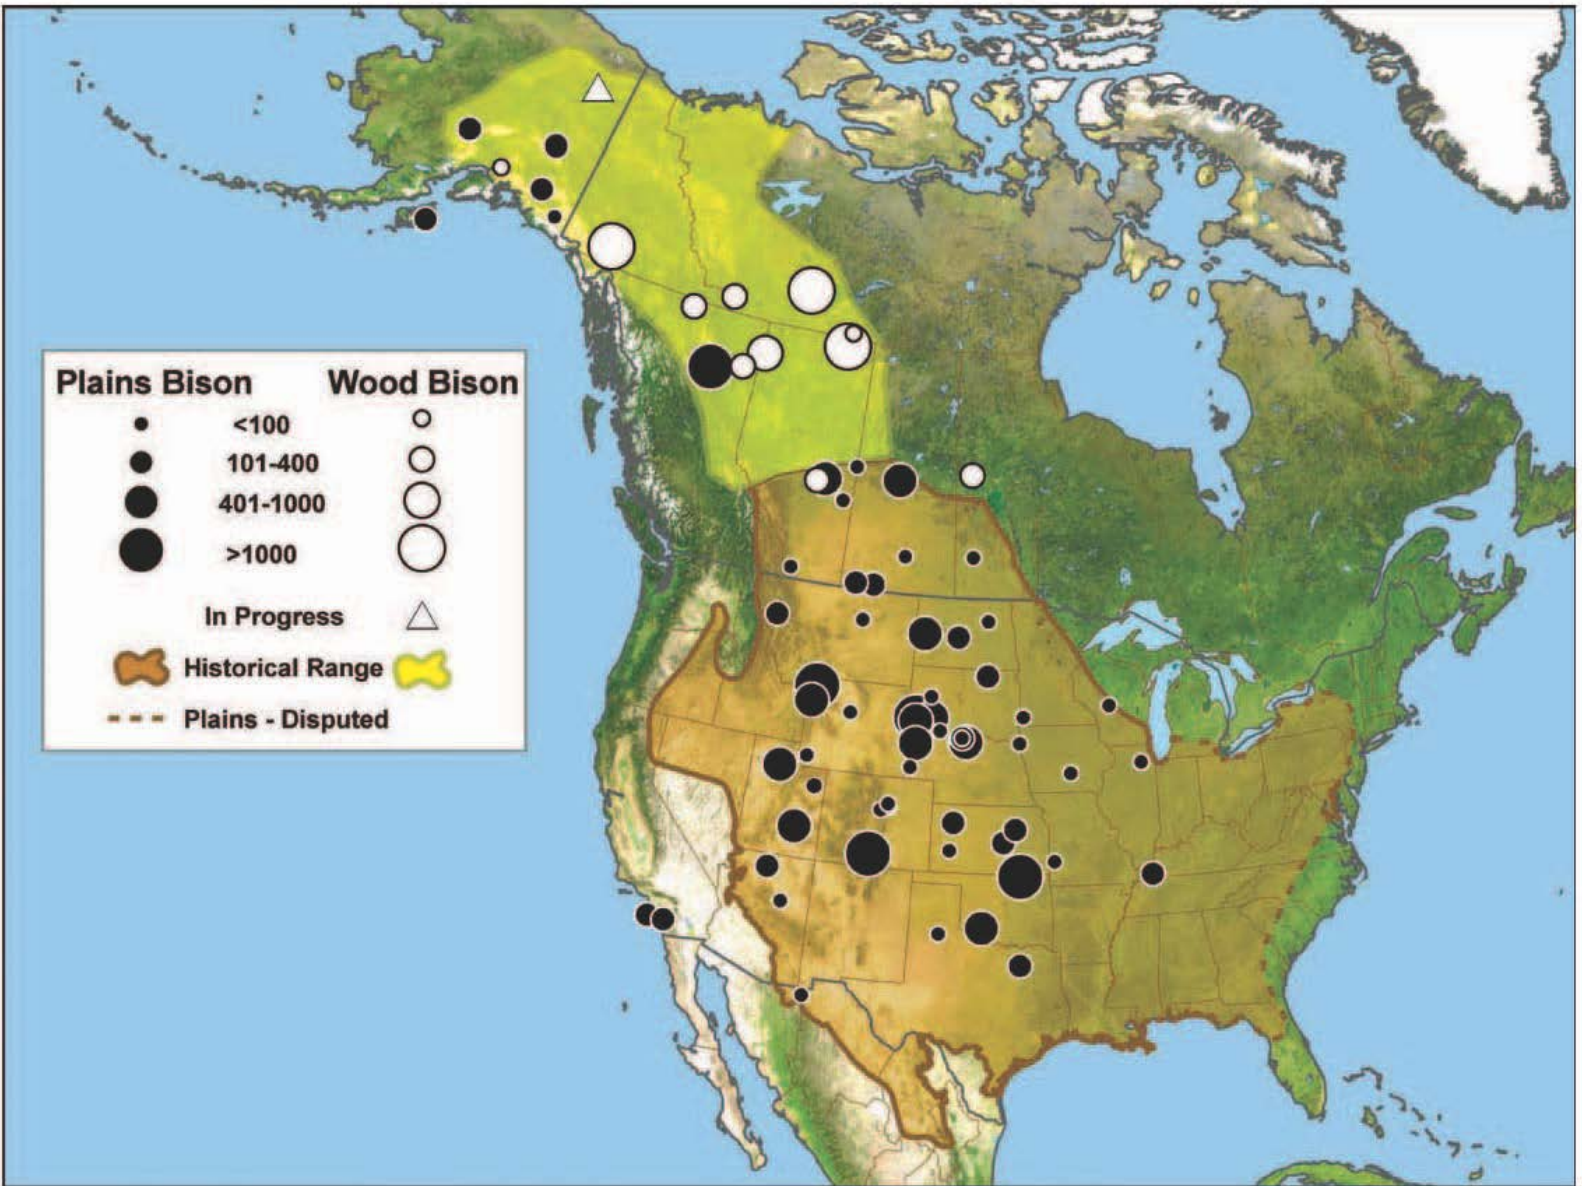 Plains Bison Wood Bison
<100
101-400
401-1000
>1000
In Progress
Historical Range
Plains - Disputed